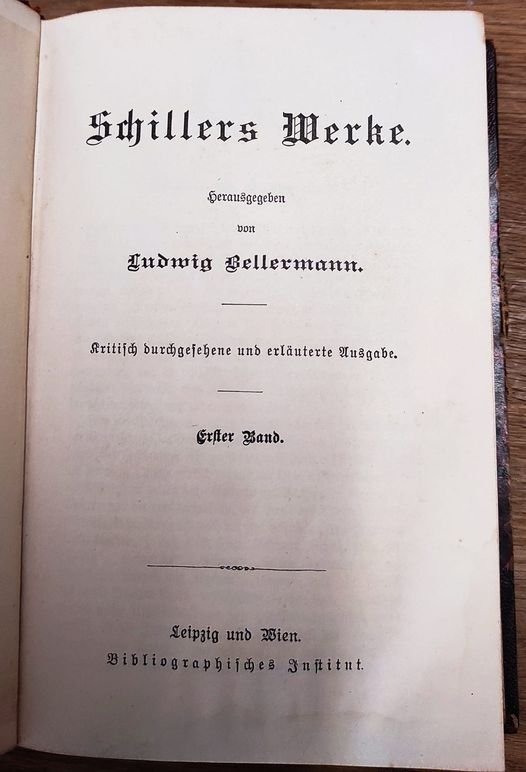 Schillers Werke.
Herausgegeben
von
Ludwig Bellermann.
Kritisch durchgesehene und erläuterte Ausgabe.
Erster Band.
Leipzig und Wien.
Bibliographisches Institut.